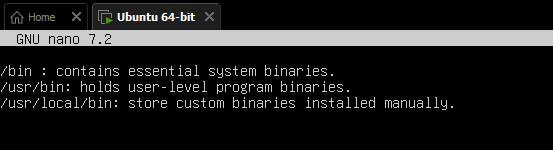 Home
Ubuntu 64-bit
GNU nano 7.2
/bin : contains essential system binaries.
/usr/bin: holds user-level program binaries.
/usr/local/bin: store custom binaries installed manually.